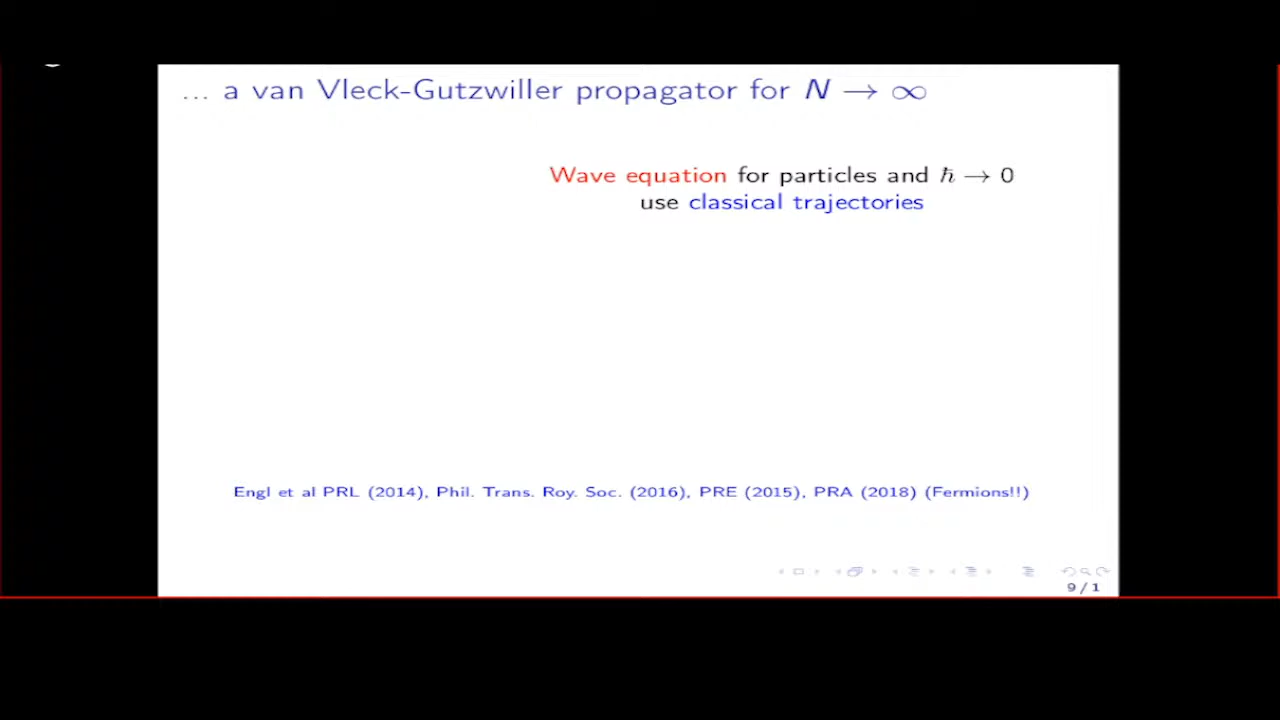 ... a van Vleck-Gutzwiller propagator for N → ∞
Wave equation for particles and ℏ → 0
use classical trajectories
Engl et al PRL (2014), Phil. Trans. Roy. Soc. (2016), PRE (2015), PRA (2018) (Fermions!!)
9 / 1